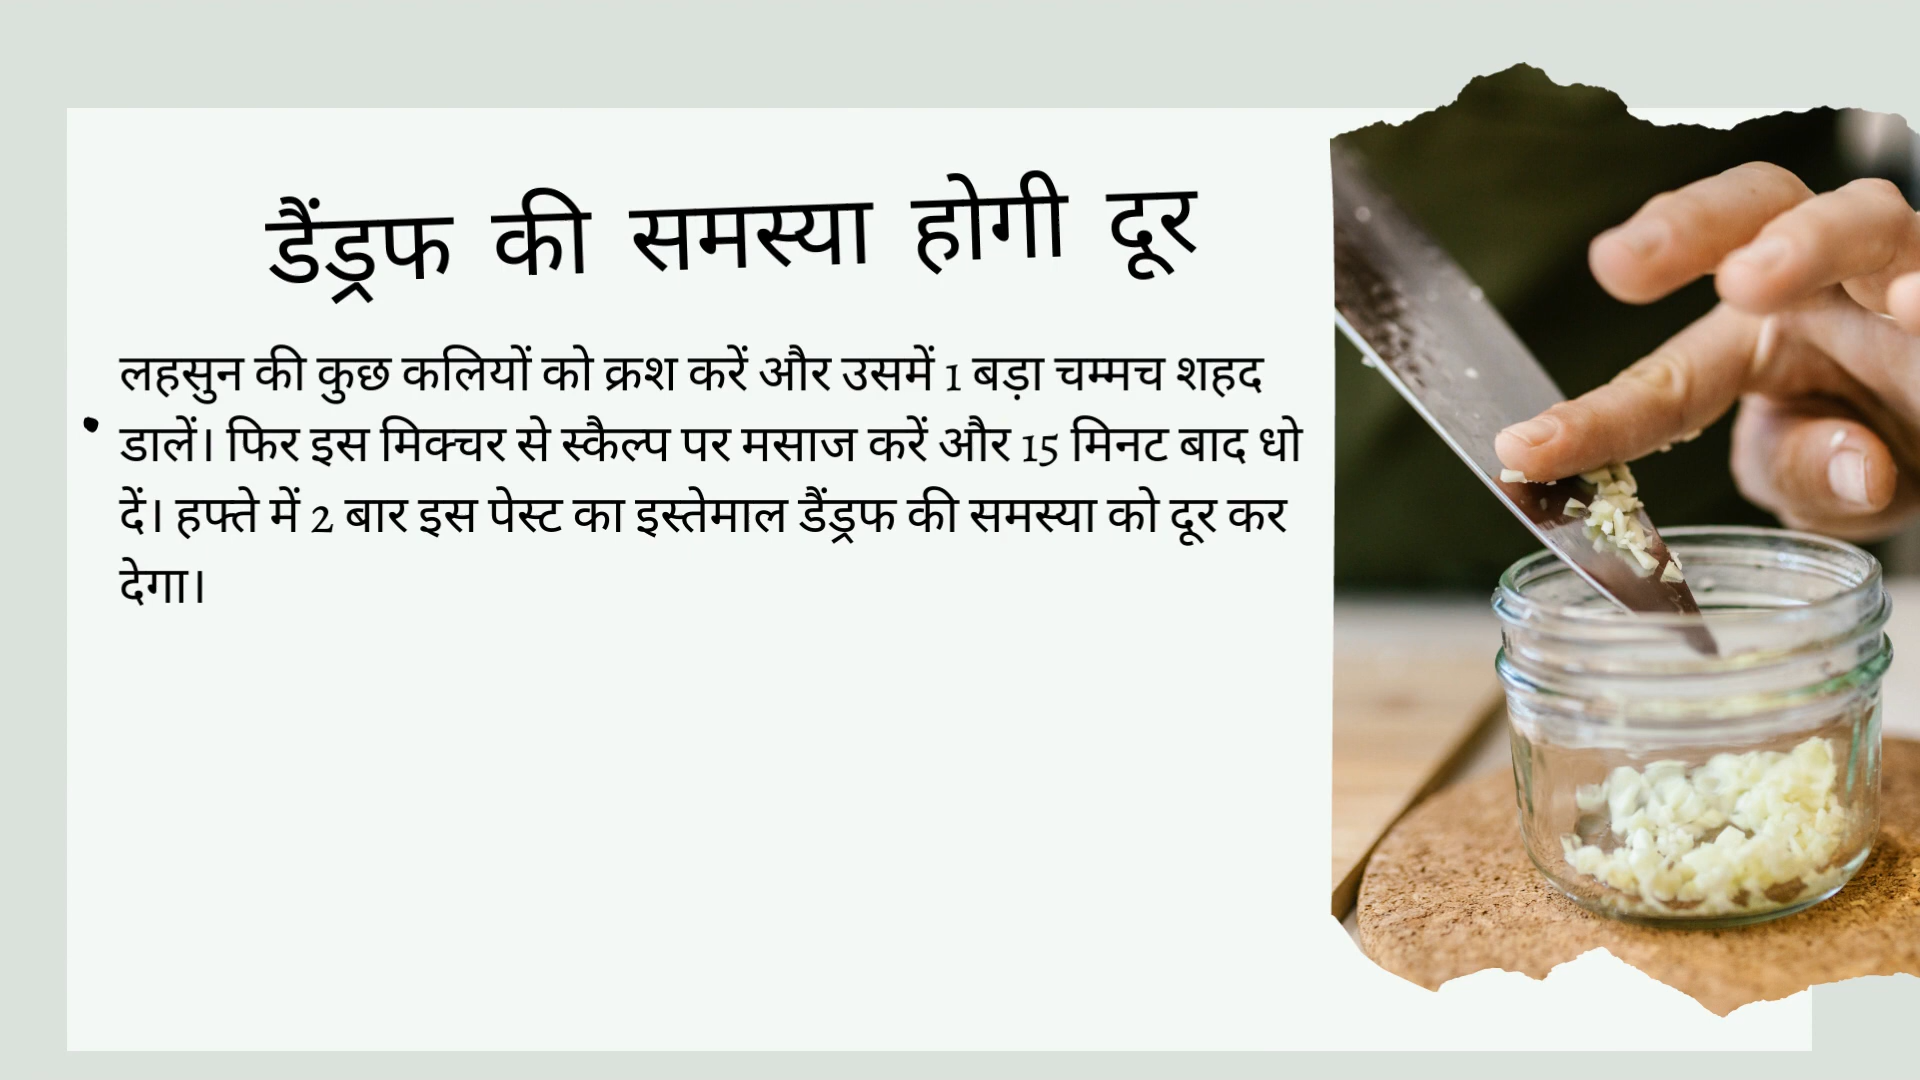 डैंड्रफ की समस्या होगी दूर
लहसुन की कुछ कलियों को क्रश करें और उसमें 1 बड़ा चम्मच शहद
डालें। फिर इस मिक्चर से स्कैल्प पर मसाज करें और 15 मिनट बाद धो
दें। हफ्ते में 2 बार इस पेस्ट का इस्तेमाल डैंड्रफ की समस्या को दूर कर
देगा।